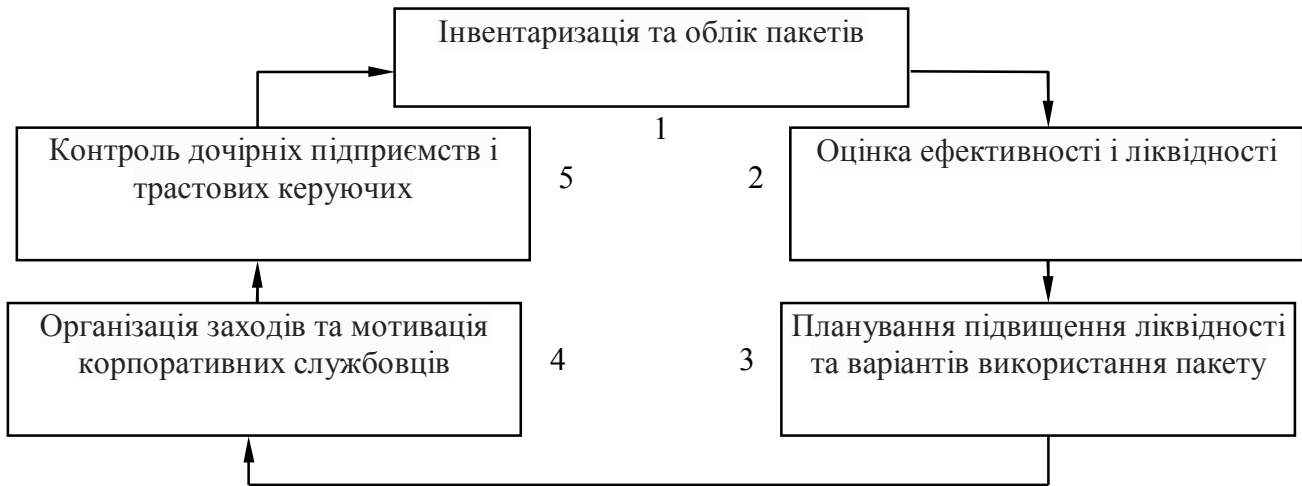 Інвентаризація та облік пакетів
1
Контроль дочірніх підприємств і
трастових керуючих
5
2
Оцінка ефективності і ліквідності
Організація заходів та мотивація
корпоративних службовців
4
3
Планування підвищення ліквідності
та варіантів використання пакету